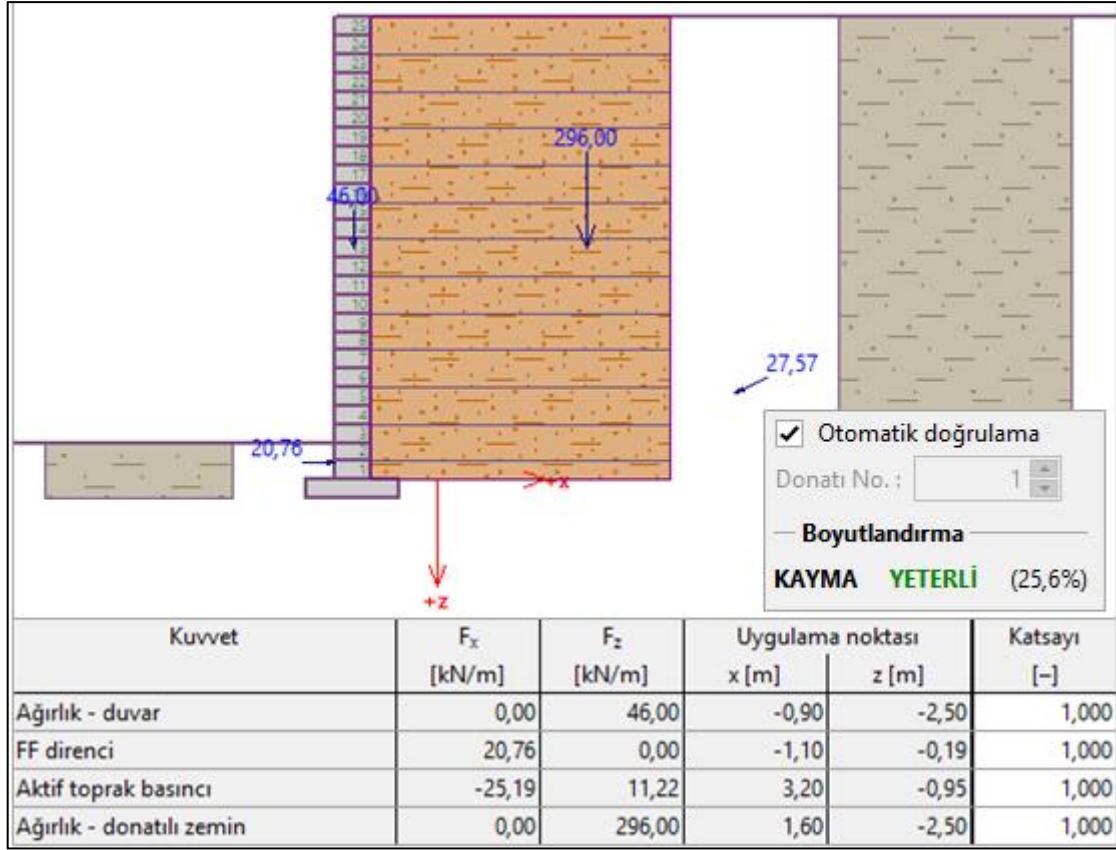 25
24
23
22
21
20
19
18
17
296,00
46,00
13
12
11
10
9
8
7
6
5
4
27,57
20,76
2
1
+x
+z
✓ Otomatik doğrulama
Donatı No. : 1
Boyutlandırma
KAYMA YETERLİ (25,6%)
Kuvvet Fx Fz Uygulama noktası Katsayı
[kN/m] [kN/m] x [m] z [m] [–]
Ağırlık - duvar 0,00 46,00 -0,90 -2,50 1,000
FF direnci 20,76 0,00 -1,10 -0,19 1,000
Aktif toprak basıncı -25,19 11,22 3,20 -0,95 1,000
Ağırlık - donatılı zemin 0,00 296,00 1,60 -2,50 1,000